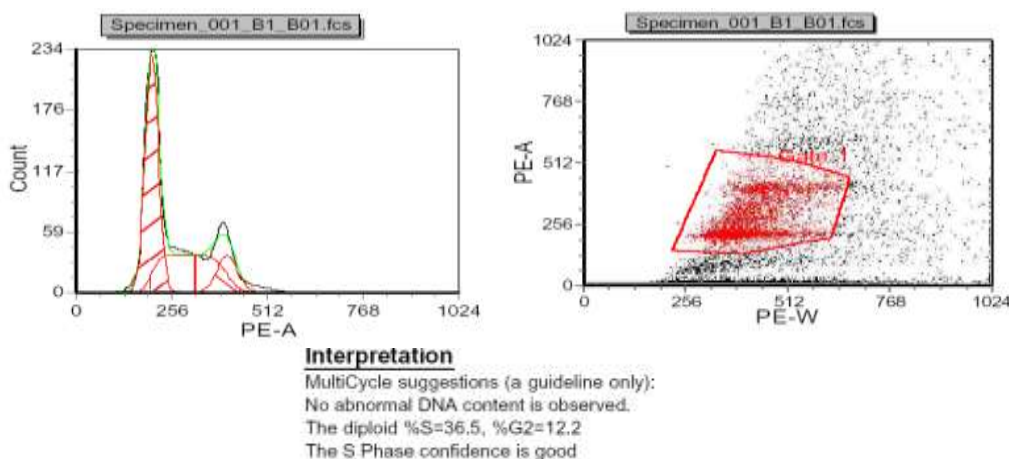 Specimen_001_B1_B01.fcs
234
176
117
59
0
Count
0 256 512 768 1024
PE-A
Specimen_001_B1_B01.fcs
1024
768
512
256
0
PE-A
0 256 512 768 1024
PE-W
Interpretation
MultiCycle suggestions (a guideline only):
No abnormal DNA content is observed.
The diploid %S=36.5, %G2=12.2
The S Phase confidence is good